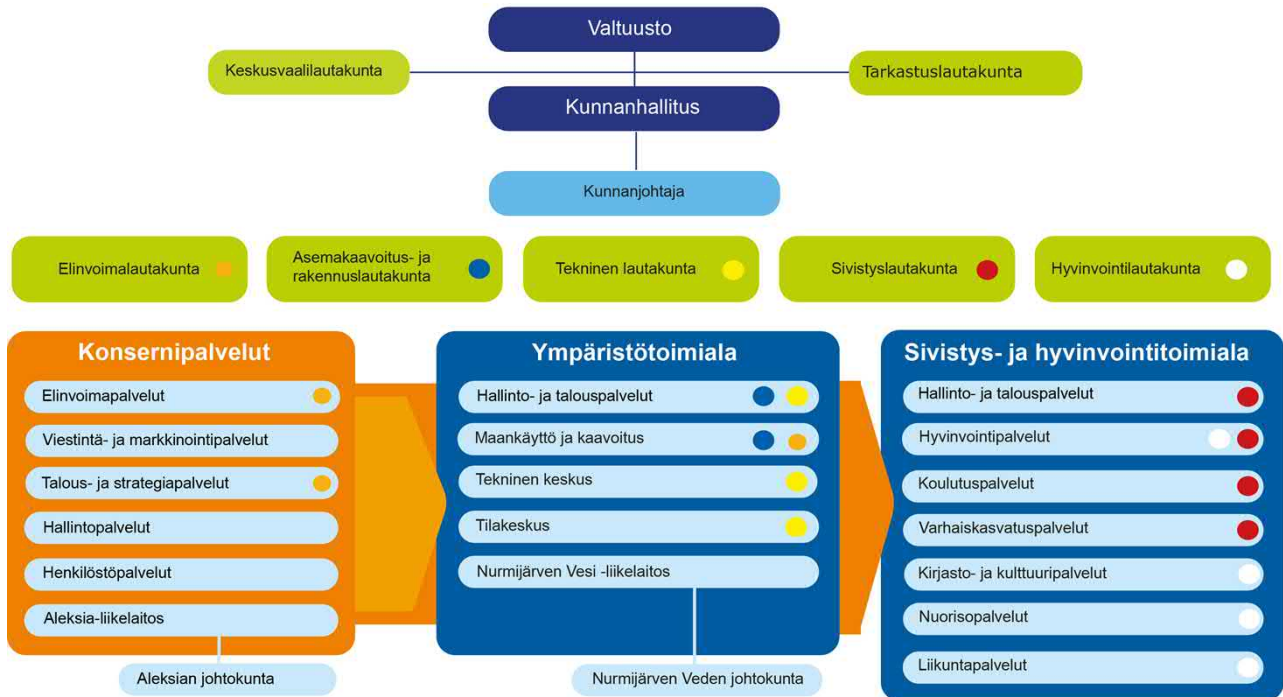 Valtuusto
Keskusvaalilautakunta
Tarkastuslautakunta
Kunnanhallitus
Kunnanjohtaja
Elinvoimalautakunta
Asemakaavoitus- ja
rakennuslautakunta
Tekninen lautakunta
Sivistyslautakunta
Hyvinvointilautakunta
Konsernipalvelut
Elinvoimapalvelut
Viestintä- ja markkinointipalvelut
Talous- ja strategiapalvelut
Hallintopalvelut
Henkilöstöpalvelut
Aleksia-liikelaitos
Aleksian johtokunta
Ympäristötoimiala
Hallinto- ja talouspalvelut
Maankäyttö ja kaavoitus
Tekninen keskus
Tilakeskus
Nurmijärven Vesi -liikelaitos
Nurmijärven Veden johtokunta
Sivistys- ja hyvinvointitoimiala
Hallinto- ja talouspalvelut
Hyvinvointipalvelut
Koulutuspalvelut
Varhaiskasvatuspalvelut
Kirjasto- ja kulttuuripalvelut
Nuorisopalvelut
Liikuntapalvelut